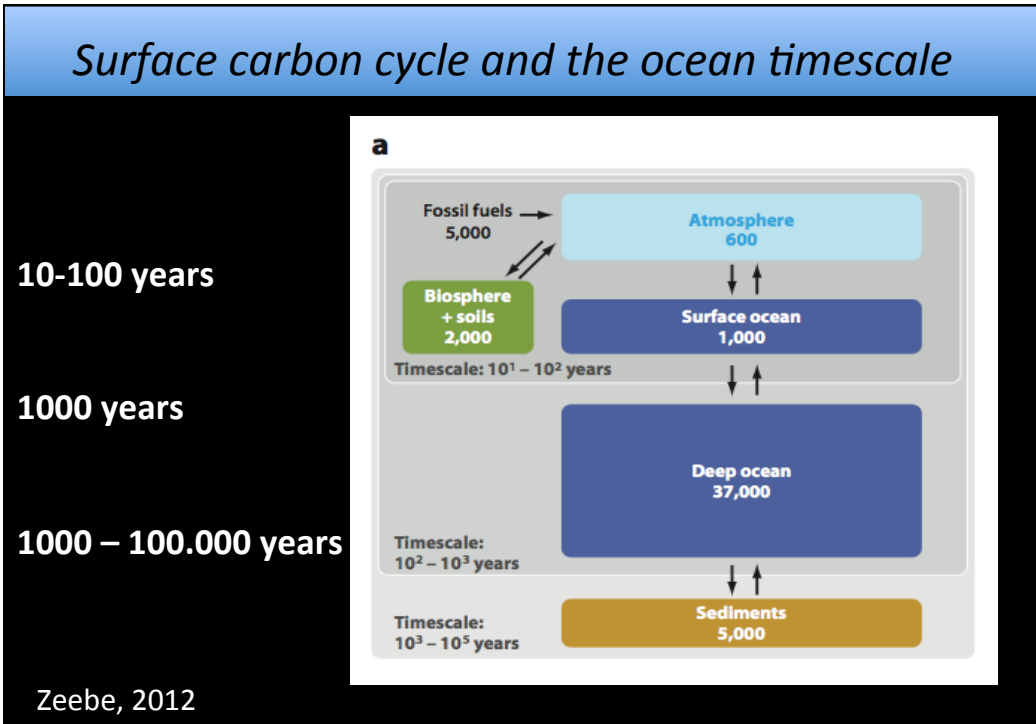 Surface carbon cycle and the ocean timescale
10-100 years
1000 years
1000 – 100.000 years
Zeebe, 2012
a
Fossil fuels
5,000
Atmosphere
600
Biosphere
+ soils
2,000
Surface ocean
1,000
Timescale: 10¹ – 10² years
Deep ocean
37,000
Timescale:
10² – 10³ years
Sediments
5,000
Timescale:
10³ – 10⁵ years